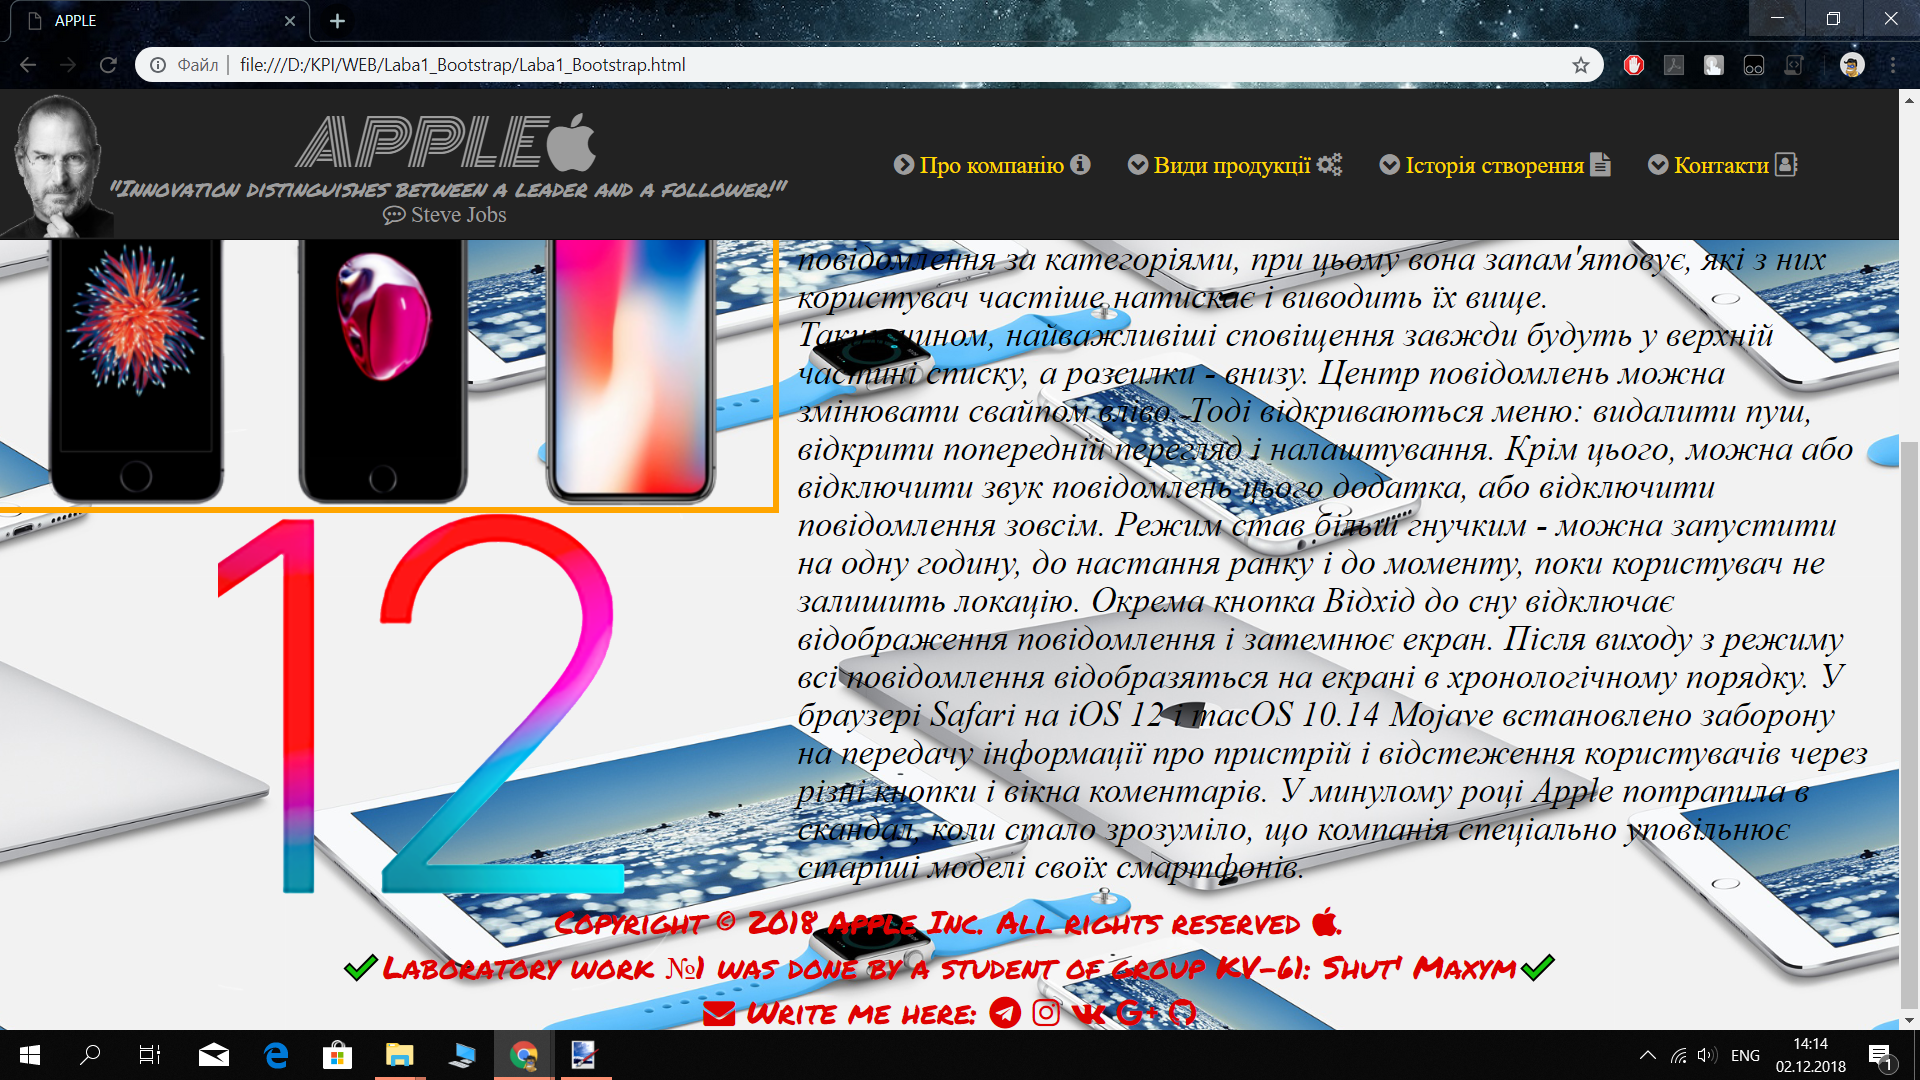 APPLE
Файл
file:///D:/KPI/WEB/Laba1_Bootstrap/Laba1_Bootstrap.html
APPLE
"Innovation distinguishes between a leader and a follower!"
Steve Jobs
Про компанію
Види продукції
Історія створення
Контакти
повідомлення за категоріями, при цьому вона запам'ятовує, які з них
користувач частіше натискає і виводить їх вище.
Таким чином, найважливіші сповіщення завжди будуть у верхній
частині списку, а розсилки - внизу. Центр повідомлень можна
змінювати свайпом вліво -Тоді відкриваються меню: видалити пуш,
відкрити попередній перегляд і налаштування. Крім цього, можна або
відключити звук повідомлень цього додатка, або відключити
повідомлення зовсім. Режим став більш гнучким - можна запустити
на одну годину, до настання ранку і до моменту, поки користувач не
залишить локацію. Окрема кнопка Відхід до сну відключає
відображення повідомлення і затемнює екран. Після виходу з режиму
всі повідомлення відобразяться на екрані в хронологічному порядку. У
браузері Safari на iOS 12 і macOS 10.14 Mojave встановлено заборону
на передачу інформації про пристрій і відстеження користувачів через
різні кнопки і вікна коментарів. У минулому році Apple потрапила в
скандал, коли стало зрозуміло, що компанія спеціально уповільнює
старіші моделі своїх смартфонів.
12
Copyright © 2018 Apple Inc. All rights reserved .
Laboratory work №1 was done by a student of group KV-61: Shut' Maxym
Write me here:
ENG
14:14
02.12.2018
1